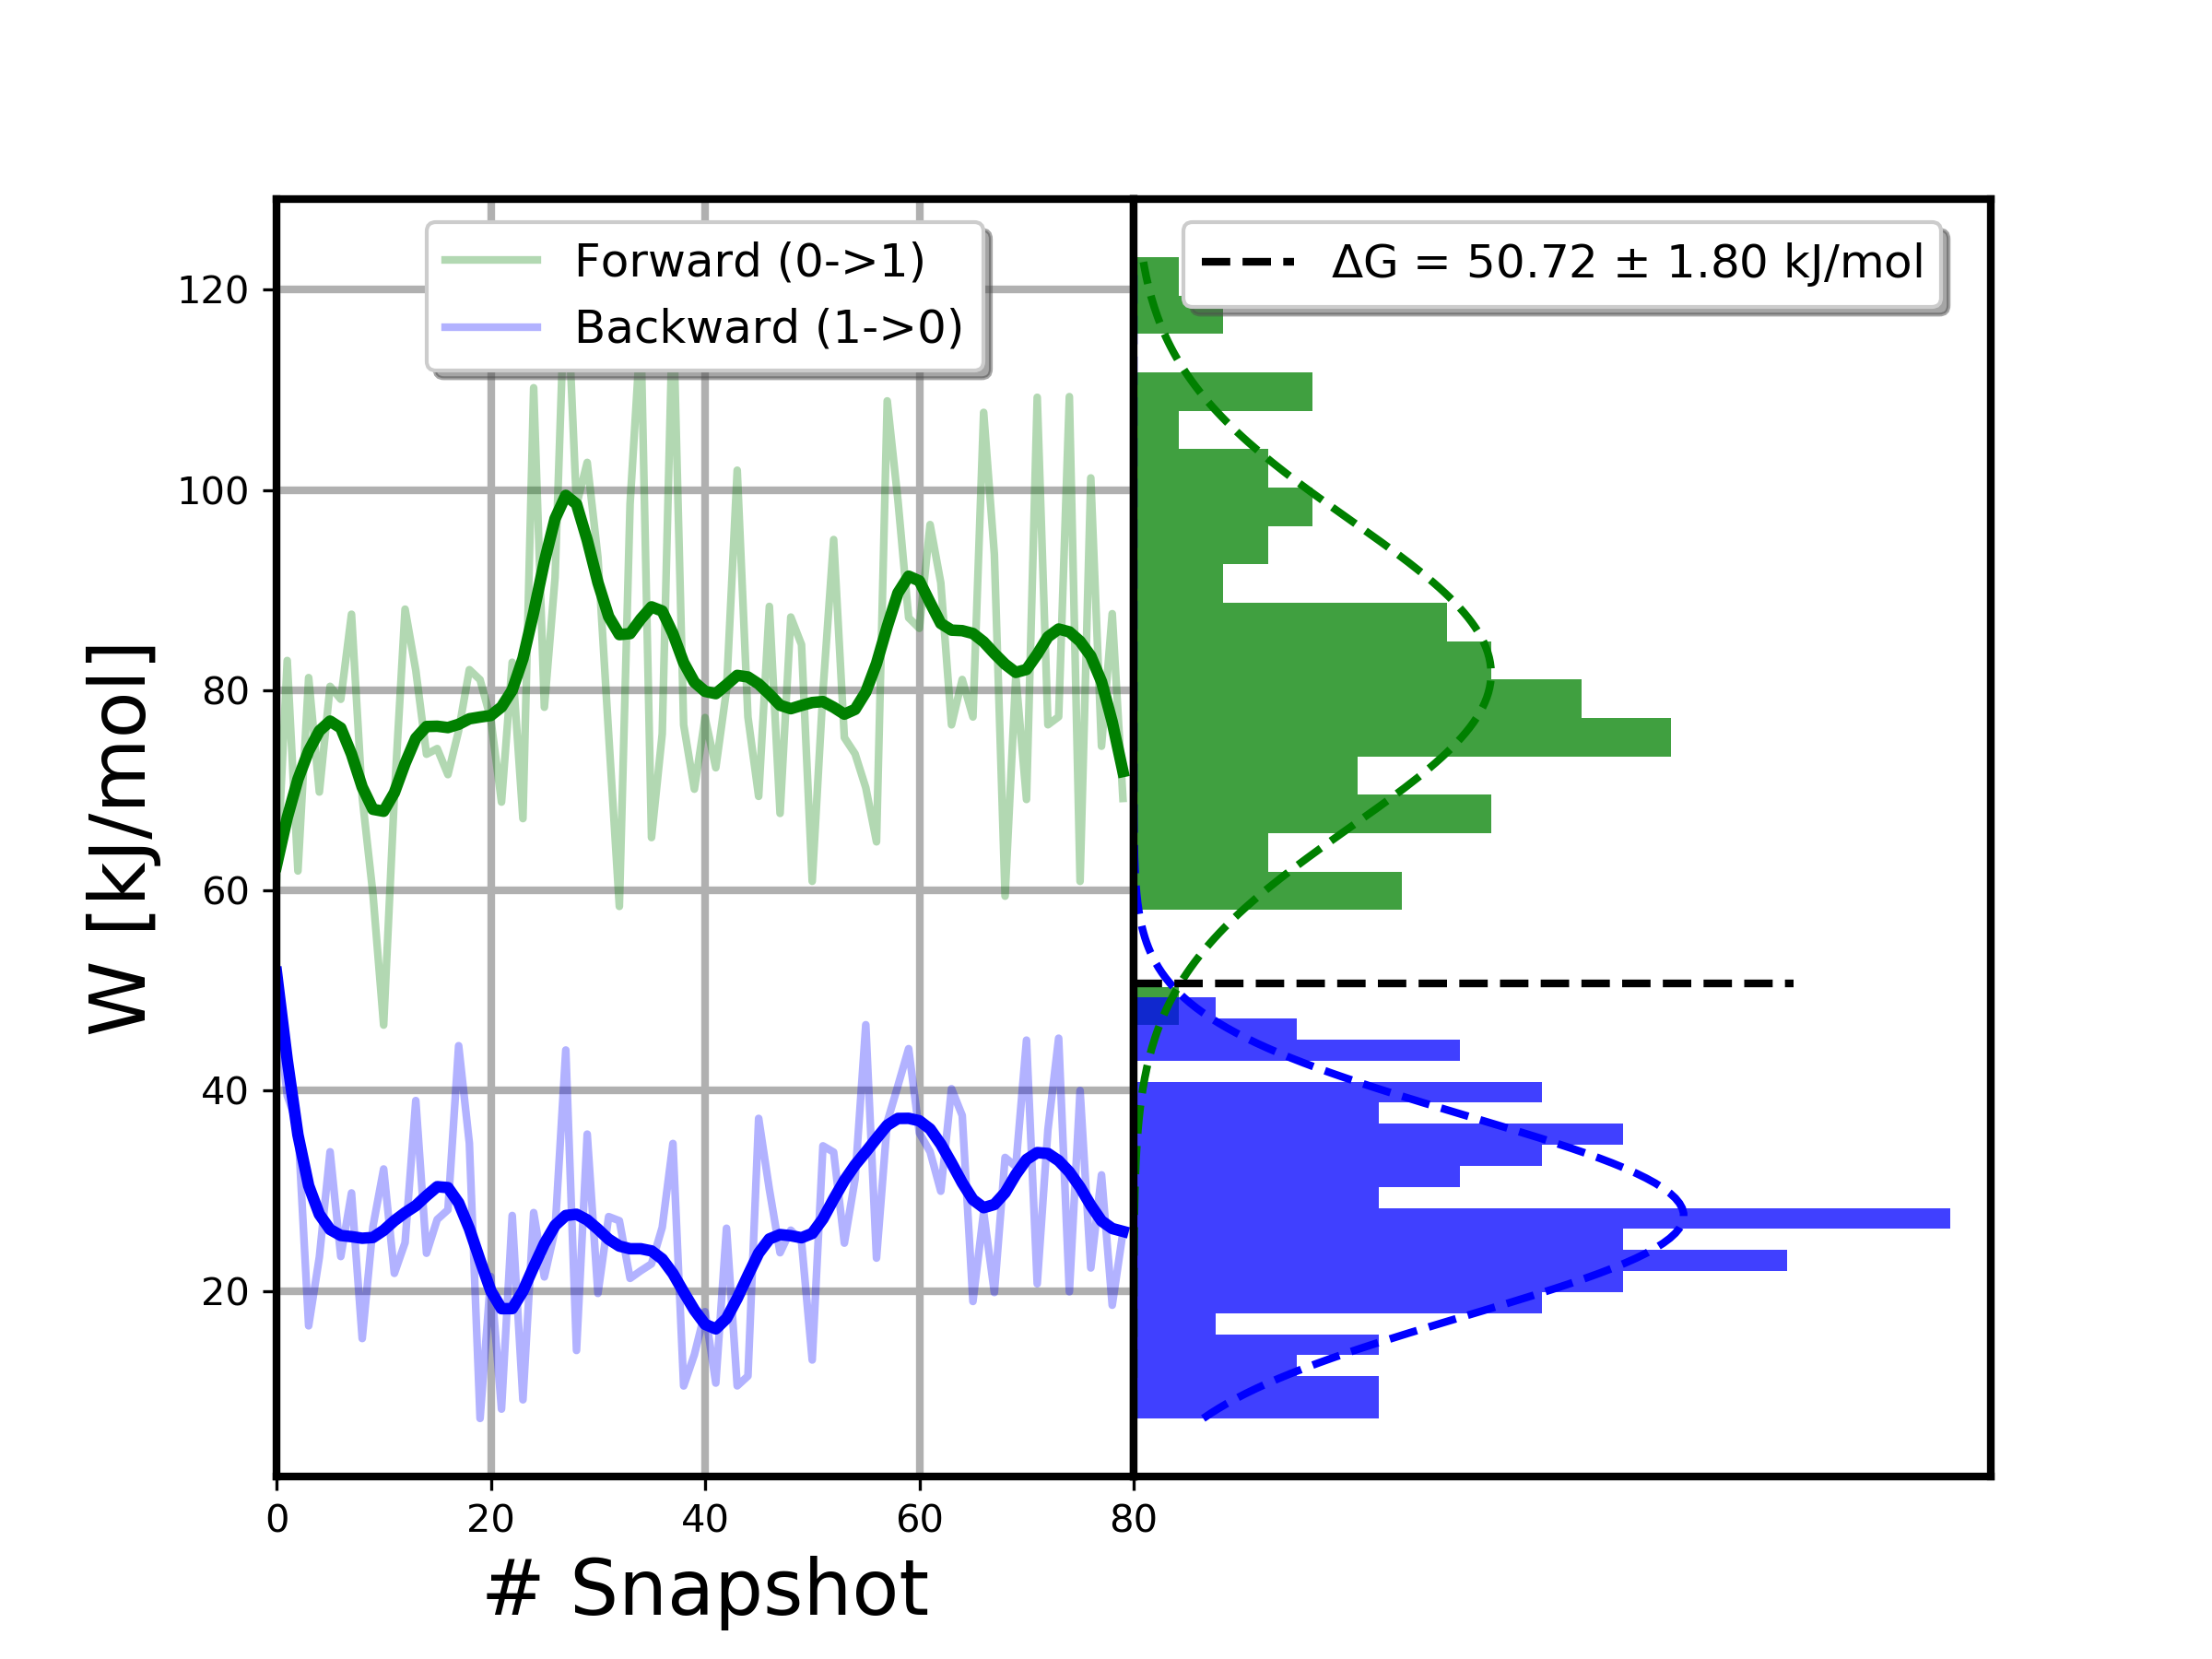 Forward (0->1)
Backward (1->0)
ΔG = 50.72 ± 1.80 kJ/mol
120
100
80
60
40
20
W [kJ/mol]
0 20 40 60 80
# Snapshot